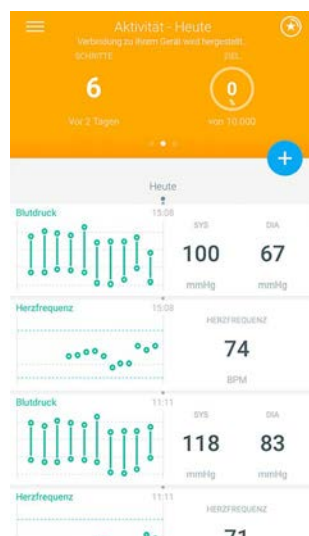 Aktivität - Heute
Verbindung zu Ihrem Gerät wird hergestellt.
SCHRITTE ZIEL
6 0
%
Vor 2 Tagen von 10.000
+
Heute
Blutdruck 15:08 SYS DIA
100 67
mmHg mmHg
Herzfrequenz 15:08 HERZFREQUENZ
74
BPM
Blutdruck 11:11 SYS DIA
118 83
mmHg mmHg
Herzfrequenz 11:11 HERZFREQUENZ
71